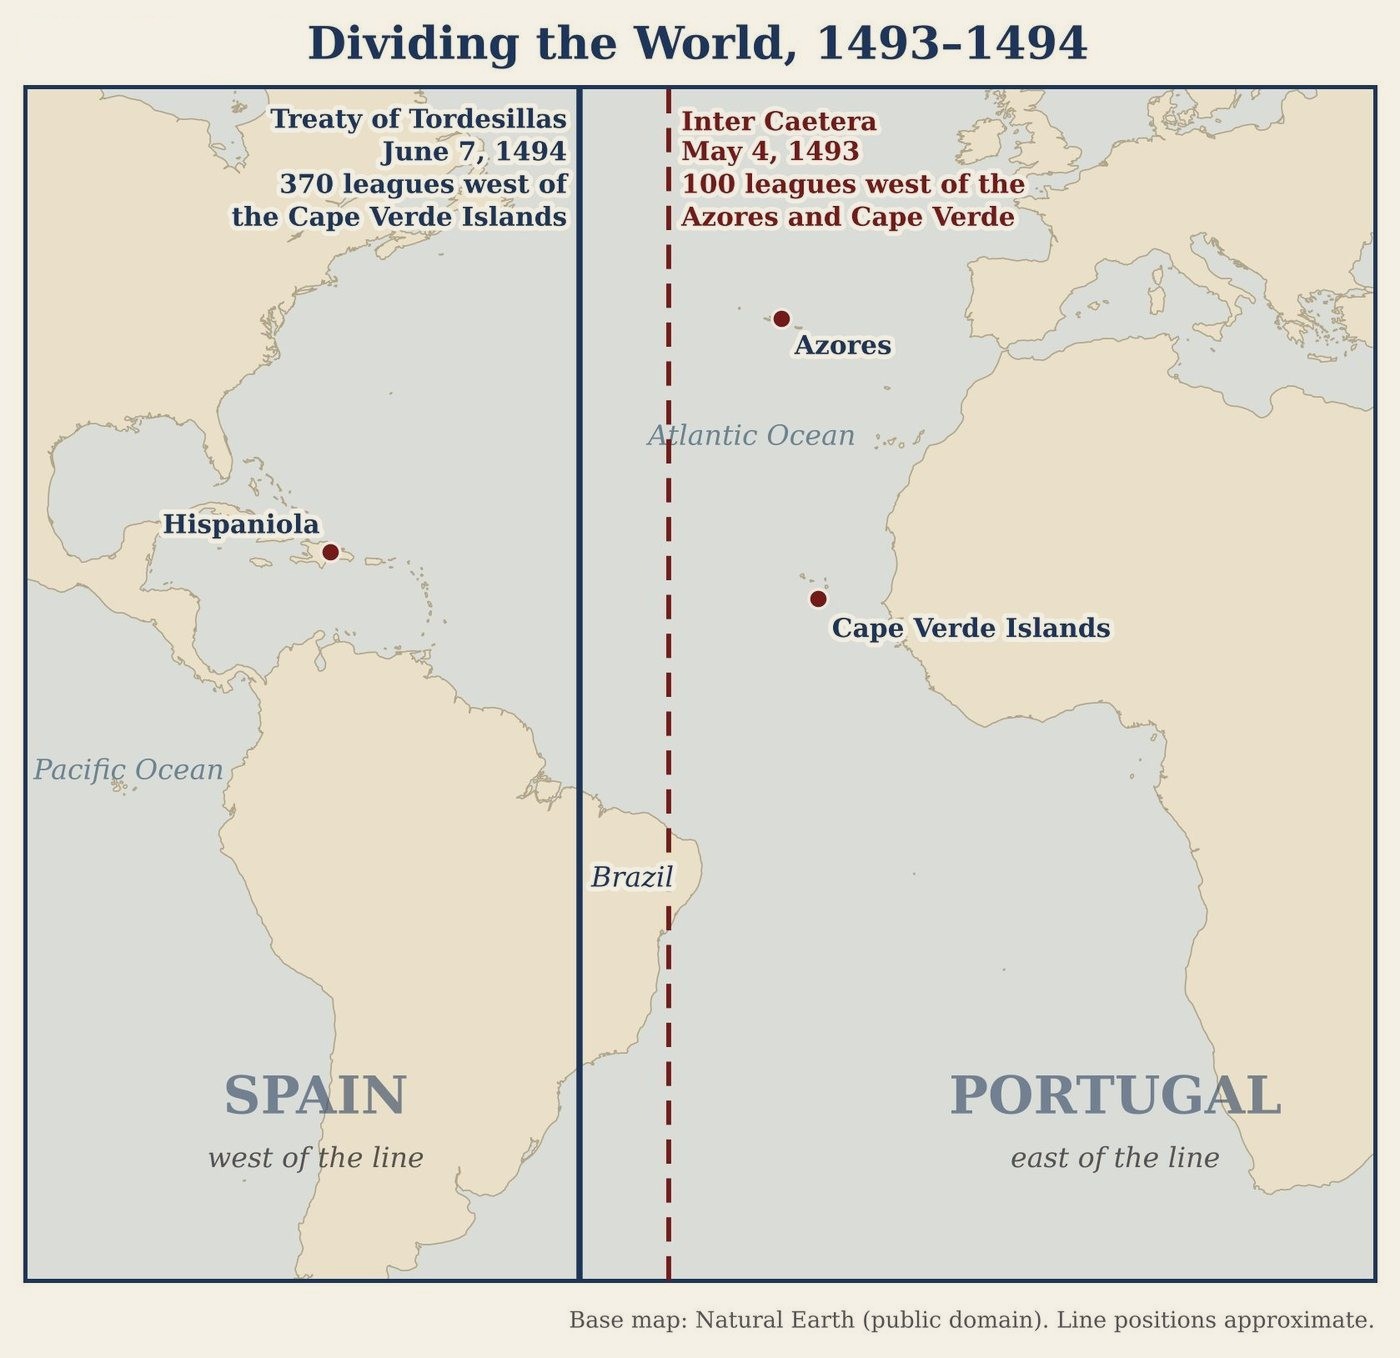 Dividing the World, 1493–1494
Treaty of Tordesillas
June 7, 1494
370 leagues west of
the Cape Verde Islands
Inter Caetera
May 4, 1493
100 leagues west of the
Azores and Cape Verde
Azores
Atlantic Ocean
Hispaniola
Cape Verde Islands
Pacific Ocean
Brazil
SPAIN
west of the line
PORTUGAL
east of the line
Base map: Natural Earth (public domain). Line positions approximate.